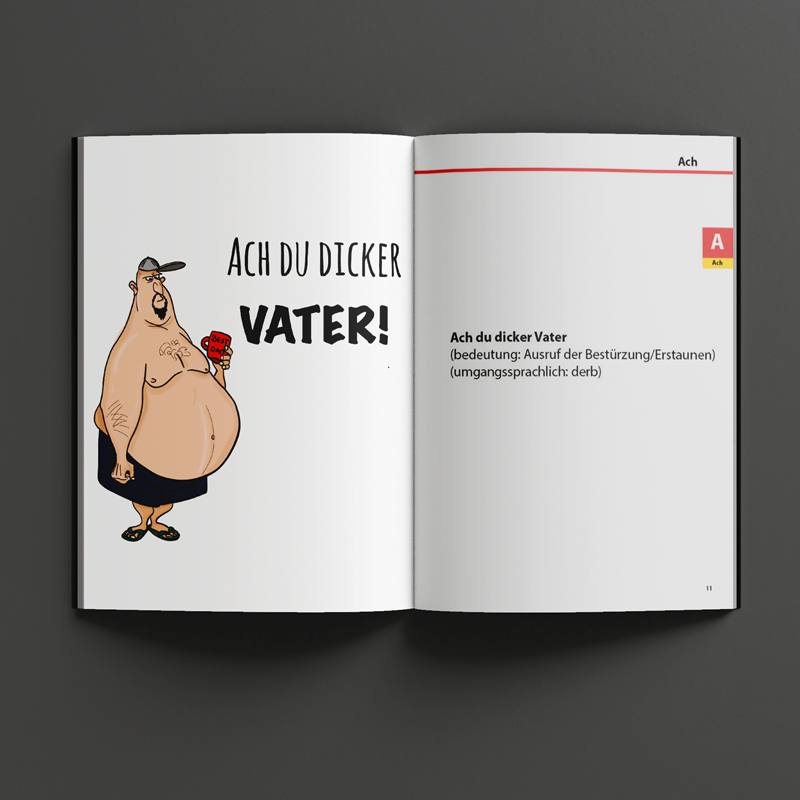 ACH DU DICKER
VATER!
BEST
DAD
Ach
A
Ach
Ach du dicker Vater
(bedeutung: Ausruf der Bestürzung/Erstaunen)
(umgangssprachlich: derb)
11